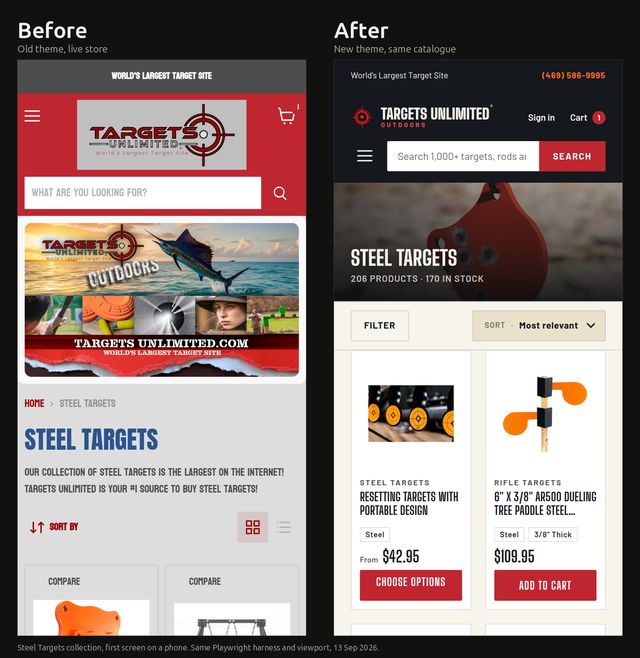 Before
Old theme, live store
WORLD'S LARGEST TARGET SITE
1
TARGETS
UNLIMITED
World's Largest Target Site
WHAT ARE YOU LOOKING FOR?
TARGETS
UNLIMITED
OUTDOORS
TARGETS UNLIMITED.COM
WORLD'S LARGEST TARGET SITE
HOME > STEEL TARGETS
STEEL TARGETS
OUR COLLECTION OF STEEL TARGETS IS THE LARGEST ON THE INTERNET!
TARGETS UNLIMITED IS YOUR #1 SOURCE TO BUY STEEL TARGETS!
SORT BY
COMPARE
COMPARE
After
New theme, same catalogue
World's Largest Target Site
(469) 586-9995
TARGETS UNLIMITED®
OUTDOORS
Sign in
Cart 1
Search 1,000+ targets, rods ar
SEARCH
STEEL TARGETS
206 PRODUCTS · 170 IN STOCK
FILTER
SORT · Most relevant
STEEL TARGETS
RESETTING TARGETS WITH
PORTABLE DESIGN
Steel
From $42.95
CHOOSE OPTIONS
RIFLE TARGETS
6" X 3/8" AR500 DUELING
TREE PADDLE STEEL...
Steel
3/8" Thick
$109.95
ADD TO CART
Steel Targets collection, first screen on a phone. Same Playwright harness and viewport, 13 Sep 2026.